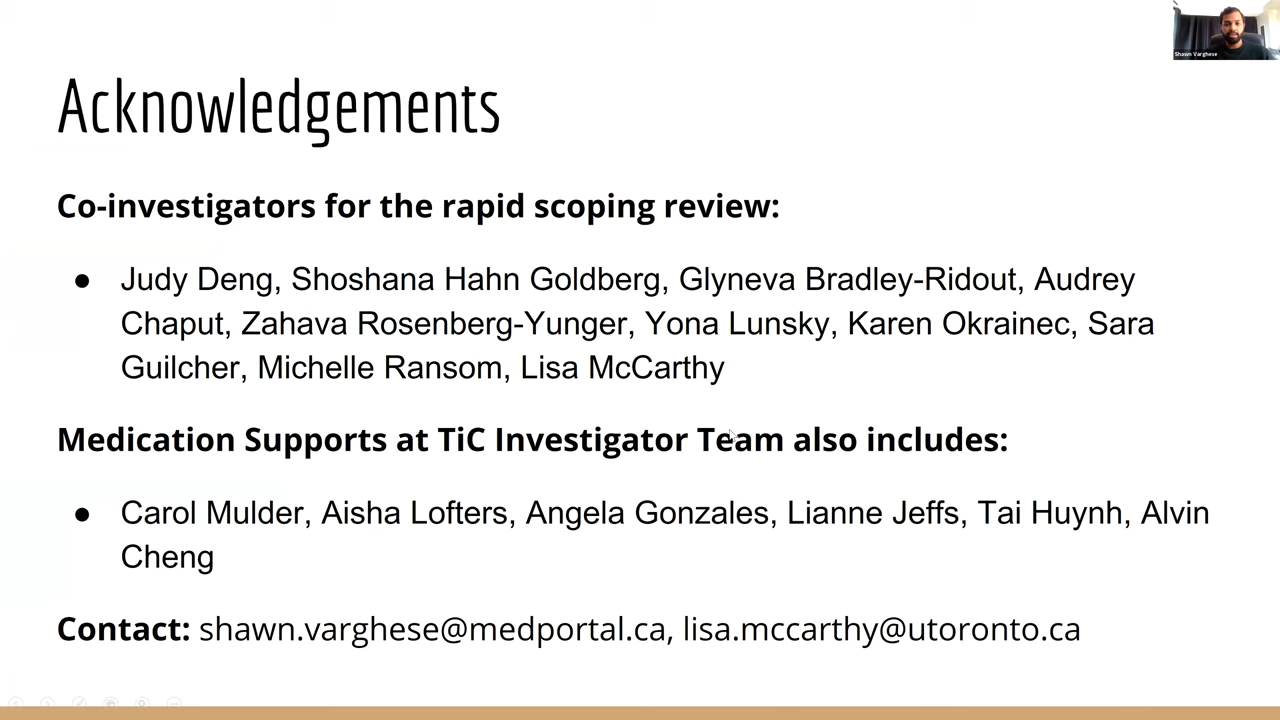 Shawn Varghese
Acknowledgements
Co-investigators for the rapid scoping review:
● Judy Deng, Shoshana Hahn Goldberg, Glyneva Bradley-Ridout, Audrey
Chaput, Zahava Rosenberg-Yunger, Yona Lunsky, Karen Okrainec, Sara
Guilcher, Michelle Ransom, Lisa McCarthy
Medication Supports at TiC Investigator Team also includes:
● Carol Mulder, Aisha Lofters, Angela Gonzales, Lianne Jeffs, Tai Huynh, Alvin
Cheng
Contact: shawn.varghese@medportal.ca, lisa.mccarthy@utoronto.ca